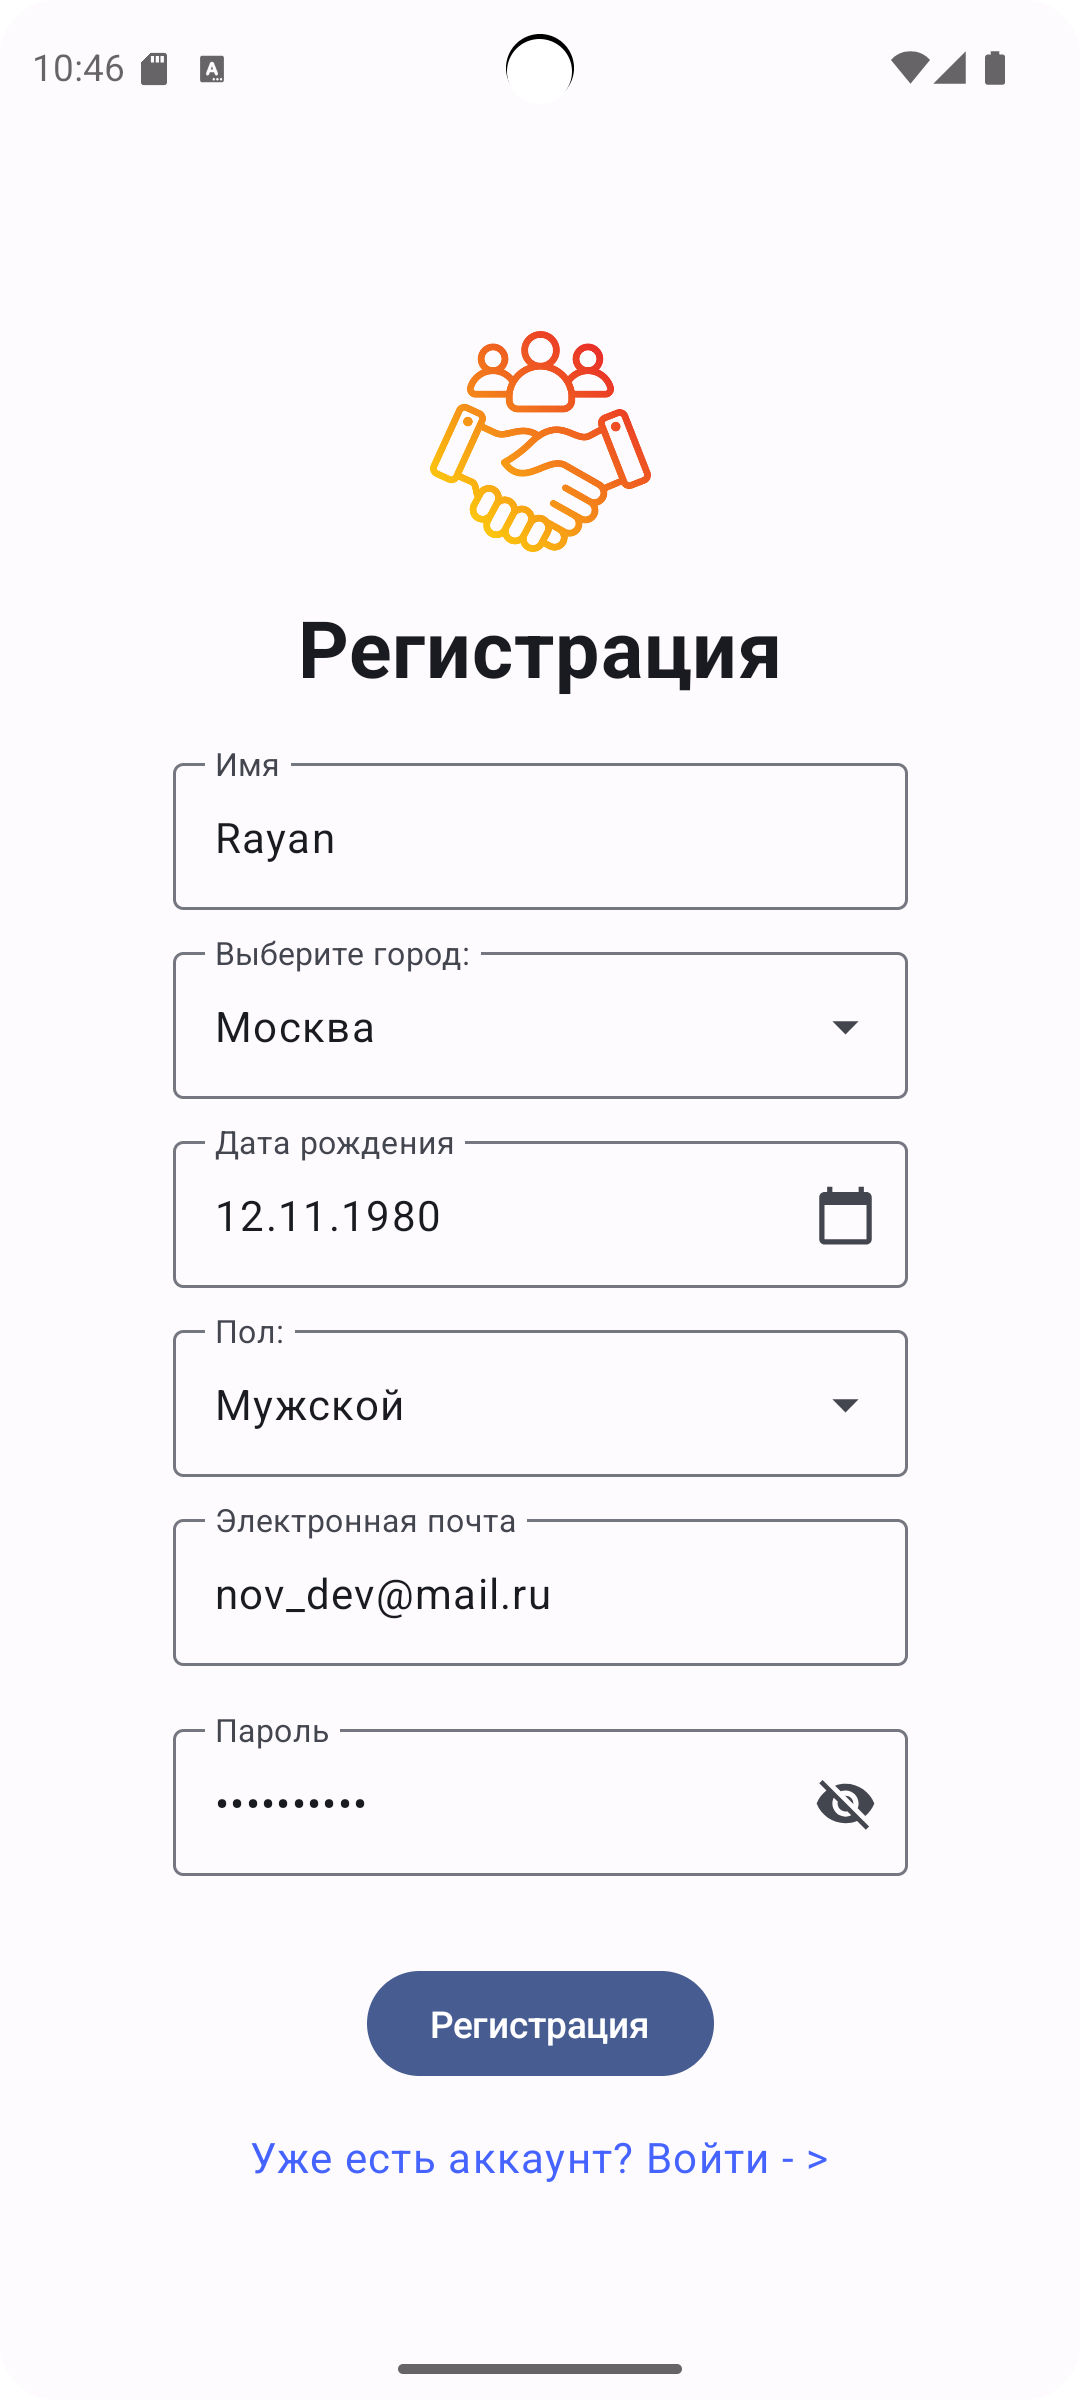 10:46
Регистрация
Имя
Rayan
Выберите город:
Москва
Дата рождения
12.11.1980
Пол:
Мужской
Электронная почта
nov_dev@mail.ru
Пароль
••••••••••
Регистрация
Уже есть аккаунт? Войти - >